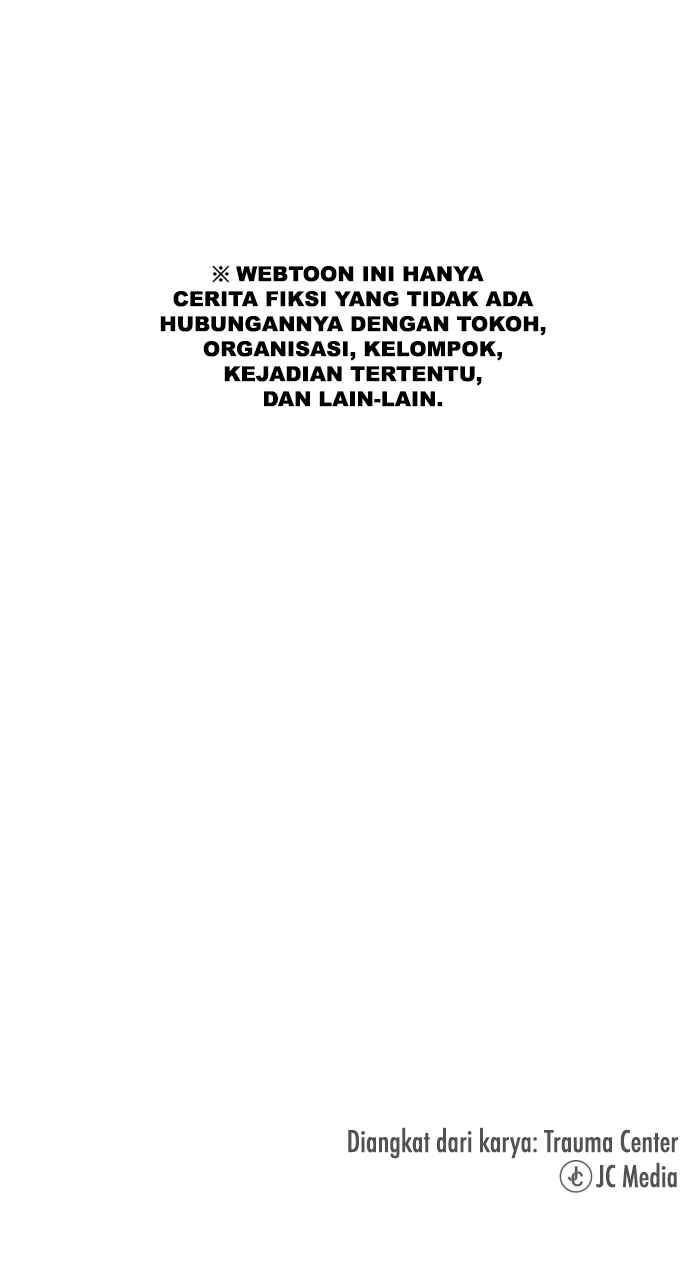 ※ WEBTOON INI HANYA
CERITA FIKSI YANG TIDAK ADA
HUBUNGANNYA DENGAN TOKOH,
ORGANISASI, KELOMPOK,
KEJADIAN TERTENTU,
DAN LAIN-LAIN.
Diangkat dari karya: Trauma Center
JC JC Media